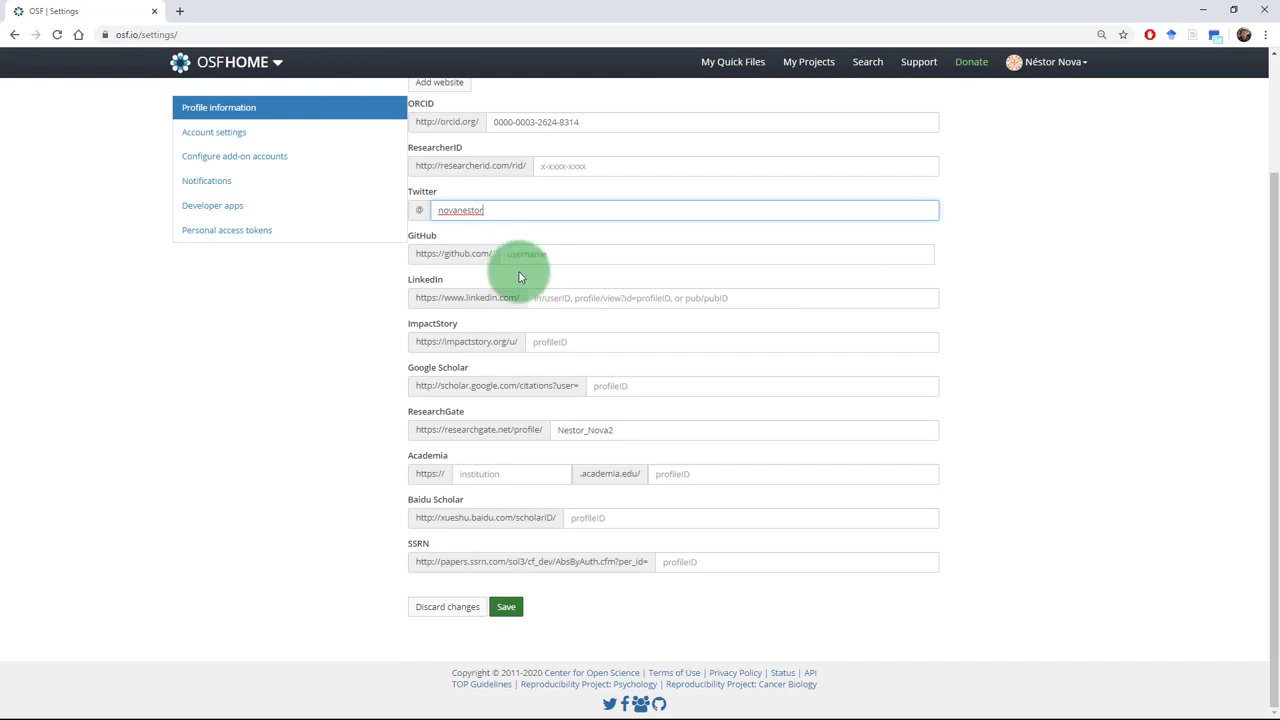 OSF | Settings
osf.io/settings/
OSFHOME
My Quick Files
My Projects
Search
Support
Donate
Néstor Nova
Profile information
Account settings
Configure add-on accounts
Notifications
Developer apps
Personal access tokens
Add website
ORCID
http://orcid.org/ 0000-0003-2624-8314
ResearcherID
http://researcherid.com/rid/ x-xxxx-xxxx
Twitter
@ novanestor
GitHub
https://github.com/ username
LinkedIn
https://www.linkedin.com/ in/userID, profile/view?id=profileID, or pub/pubID
ImpactStory
https://impactstory.org/u/ profileID
Google Scholar
http://scholar.google.com/citations?user= profileID
ResearchGate
https://researchgate.net/profile/ Nestor_Nova2
Academia
https:// institution .academia.edu/ profileID
Baidu Scholar
http://xueshu.baidu.com/scholarID/ profileID
SSRN
http://papers.ssrn.com/sol3/cf_dev/AbsByAuth.cfm?per_id= profileID
Discard changes Save
Copyright © 2011-2020 Center for Open Science | Terms of Use | Privacy Policy | Status | API
TOP Guidelines | Reproducibility Project: Psychology | Reproducibility Project: Cancer Biology